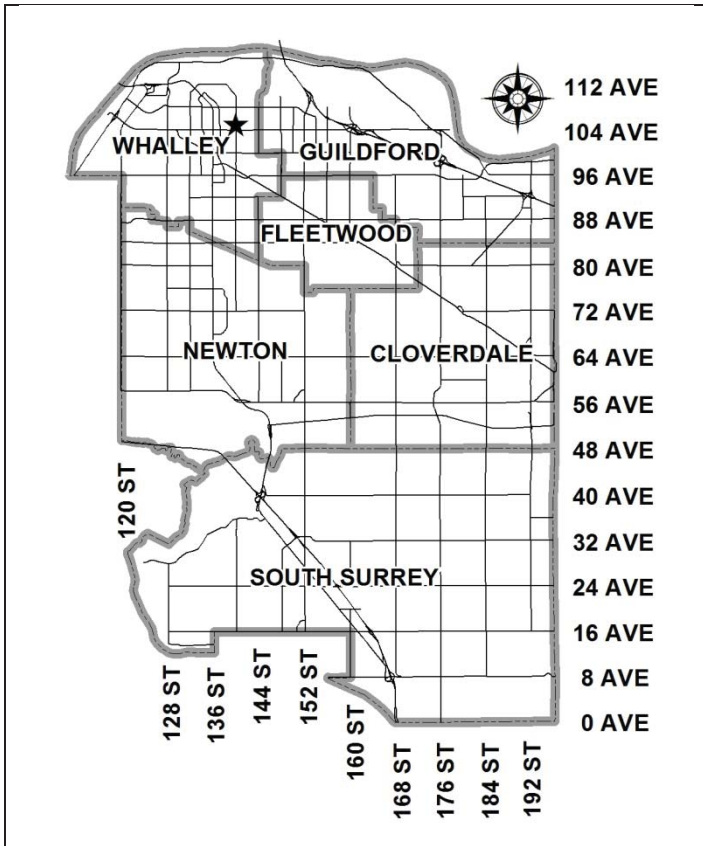 112 AVE
104 AVE
WHALLEY
GUILDFORD
96 AVE
88 AVE
FLEETWOOD
80 AVE
72 AVE
NEWTON
CLOVERDALE
64 AVE
56 AVE
48 AVE
120 ST
40 AVE
32 AVE
SOUTH SURREY
24 AVE
16 AVE
128 ST
136 ST
144 ST
152 ST
8 AVE
160 ST
0 AVE
168 ST
176 ST
184 ST
192 ST